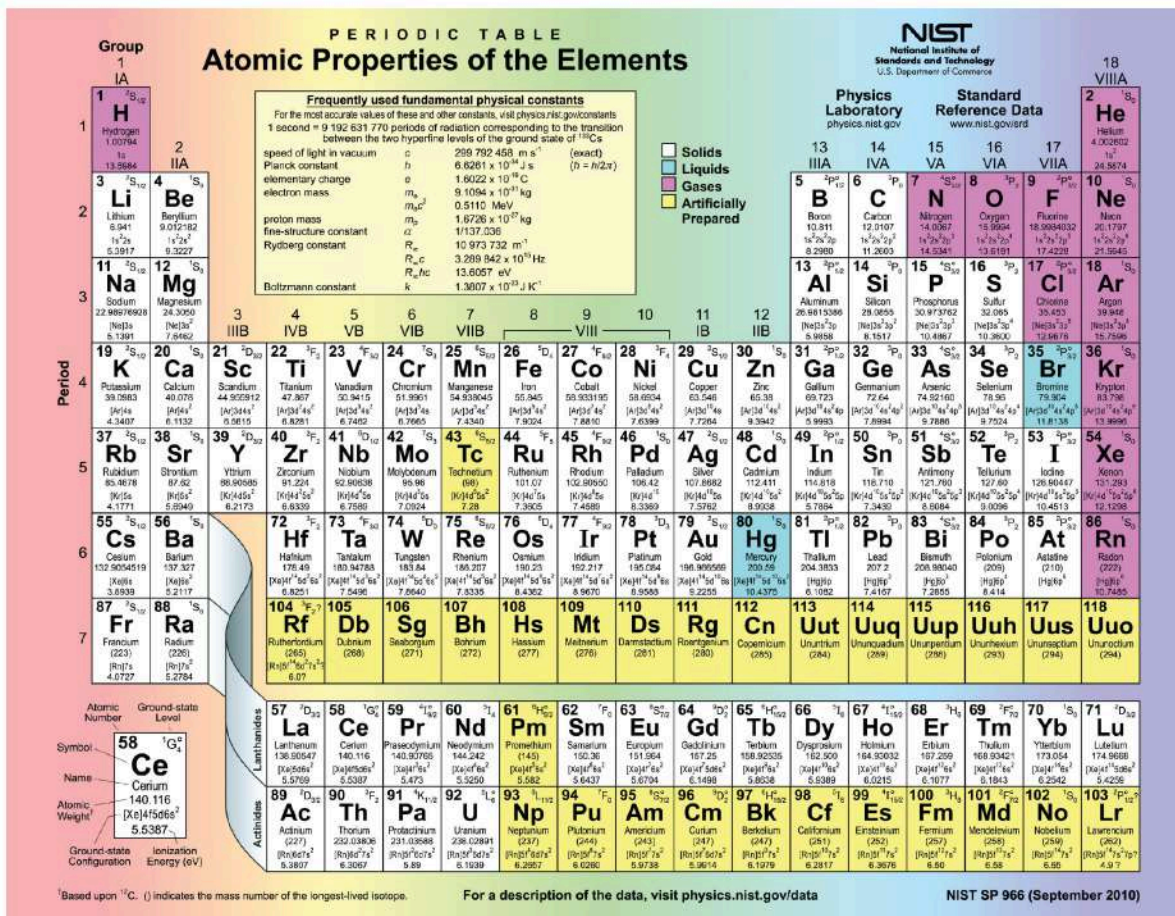 PERIODIC TABLE
Atomic Properties of the Elements
NIST
National Institute of
Standards and Technology
U.S. Department of Commerce
Physics
Laboratory
physics.nist.gov
Standard
Reference Data
www.nist.gov/srd
Group
1
IA
2
IIA
3
IIIB
4
IVB
5
VB
6
VIB
7
VIIB
8 9 10
VIII
11
IB
12
IIB
13
IIIA
14
IVA
15
VA
16
VIA
17
VIIA
18
VIIIA
Frequently used fundamental physical constants
For the most accurate values of these and other constants, visit physics.nist.gov/constants
1 second = 9 192 631 770 periods of radiation corresponding to the transition
between the two hyperfine levels of the ground state of ¹³³Cs
speed of light in vacuum c 299 792 458 m s⁻¹ (exact)
Planck constant h 6.6261 x 10⁻³⁴ J s (ħ = h/2π)
elementary charge e 1.6022 x 10⁻¹⁹ C
electron mass mₑ 9.1094 x 10⁻³¹ kg
mₑc² 0.5110 MeV
proton mass mₚ 1.6726 x 10⁻²⁷ kg
fine-structure constant α 1/137.036
Rydberg constant R∞ 10 973 732 m⁻¹
R∞c 3.289 842 x 10¹⁵ Hz
R∞hc 13.6057 eV
Boltzmann constant k 1.3807 x 10⁻²³ J K⁻¹
Solids
Liquids
Gases
Artificially
Prepared
Period
1
1 2
H He
Hydrogen Helium
1.00794 4.002602
1s 1s²
13.5984 24.5874
2
3 4 5 6 7 8 9 10
Li Be B C N O F Ne
Lithium Beryllium Boron Carbon Nitrogen Oxygen Fluorine Neon
6.941 9.012182 10.811 12.0107 14.0067 15.9994 18.9984032 20.1797
1s²2s 1s²2s² 1s²2s²2p 1s²2s²2p² 1s²2s²2p³ 1s²2s²2p⁴ 1s²2s²2p⁵ 1s²2s²2p⁶
5.3917 9.3227 8.2980 11.2603 14.5341 13.6181 17.4228 21.5645
3
11 12 13 14 15 16 17 18
Na Mg Al Si P S Cl Ar
Sodium Magnesium Aluminum Silicon Phosphorus Sulfur Chlorine Argon
22.98976928 24.3050 26.9815386 28.0855 30.973762 32.065 35.453 39.948
[Ne]3s [Ne]3s² [Ne]3s²3p [Ne]3s²3p² [Ne]3s²3p³ [Ne]3s²3p⁴ [Ne]3s²3p⁵ [Ne]3s²3p⁶
5.1391 7.6462 5.9858 8.1517 10.4867 10.3600 12.9676 15.7596
4
19 20 21 22 23 24 25 26 27 28 29 30 31 32 33 34 35 36
K Ca Sc Ti V Cr Mn Fe Co Ni Cu Zn Ga Ge As Se Br Kr
Potassium Calcium Scandium Titanium Vanadium Chromium Manganese Iron Cobalt Nickel Copper Zinc Gallium Germanium Arsenic Selenium Bromine Krypton
39.0983 40.078 44.955912 47.867 50.9415 51.9961 54.938045 55.845 58.933195 58.6934 63.546 65.38 69.723 72.64 74.92160 78.96 79.904 83.798
4.3407 6.1132 6.5615 6.8281 6.7462 6.7665 7.4340 7.9024 7.8810 7.6399 7.7264 9.3942 5.9993 7.8994 9.7886 9.7524 11.8138 13.9996
5
37 38 39 40 41 42 43 44 45 46 47 48 49 50 51 52 53 54
Rb Sr Y Zr Nb Mo Tc Ru Rh Pd Ag Cd In Sn Sb Te I Xe
Rubidium Strontium Yttrium Zirconium Niobium Molybdenum Technetium Ruthenium Rhodium Palladium Silver Cadmium Indium Tin Antimony Tellurium Iodine Xenon
85.4678 87.62 88.90585 91.224 92.90638 95.96 (98) 101.07 102.90550 106.42 107.8682 112.411 114.818 118.710 121.760 127.60 126.90447 131.293
4.1771 5.6949 6.2173 6.6339 6.7589 7.0924 7.28 7.3605 7.4589 8.3369 7.5762 8.9938 5.7864 7.3439 8.6084 9.0096 10.4513 12.1298
6
55 56 72 73 74 75 76 77 78 79 80 81 82 83 84 85 86
Cs Ba Hf Ta W Re Os Ir Pt Au Hg Tl Pb Bi Po At Rn
Cesium Barium Hafnium Tantalum Tungsten Rhenium Osmium Iridium Platinum Gold Mercury Thallium Lead Bismuth Polonium Astatine Radon
132.9054519 137.327 178.49 180.94788 183.84 186.207 190.23 192.217 195.084 196.966569 200.59 204.3833 207.2 208.98040 (209) (210) (222)
3.8939 5.2117 6.8251 7.5496 7.8640 7.8335 8.4382 8.9670 8.9588 9.2255 10.4375 6.1082 7.4167 7.2855 8.414 10.7485
7
87 88 104 105 106 107 108 109 110 111 112 113 114 115 116 117 118
Fr Ra Rf Db Sg Bh Hs Mt Ds Rg Cn Uut Uuq Uup Uuh Uus Uuo
Francium Radium Rutherfordium Dubnium Seaborgium Bohrium Hassium Meitnerium Darmstadtium Roentgenium Copernicium Ununtrium Ununquadium Ununpentium Ununhexium Ununseptium Ununoctium
(223) (226) (265) (268) (271) (272) (277) (276) (281) (280) (285) (284) (289) (288) (293) (294) (294)
4.0727 5.2784 6.0?
Lanthanides
57 58 59 60 61 62 63 64 65 66 67 68 69 70 71
La Ce Pr Nd Pm Sm Eu Gd Tb Dy Ho Er Tm Yb Lu
Lanthanum Cerium Praseodymium Neodymium Promethium Samarium Europium Gadolinium Terbium Dysprosium Holmium Erbium Thulium Ytterbium Lutetium
138.90547 140.116 140.90765 144.242 (145) 150.36 151.964 157.25 158.92535 162.500 164.93032 167.259 168.93421 173.054 174.9668
5.5769 5.5387 5.473 5.5250 5.582 5.6437 5.6704 6.1498 5.8638 5.9389 6.0215 6.1077 6.1843 6.2542 5.4259
Actinides
89 90 91 92 93 94 95 96 97 98 99 100 101 102 103
Ac Th Pa U Np Pu Am Cm Bk Cf Es Fm Md No Lr
Actinium Thorium Protactinium Uranium Neptunium Plutonium Americium Curium Berkelium Californium Einsteinium Fermium Mendelevium Nobelium Lawrencium
(227) 232.03806 231.03588 238.02891 (237) (244) (243) (247) (247) (251) (252) (257) (258) (259) (262)
5.3807 6.3067 5.89 6.1939 6.2657 6.0260 5.9738 5.9914 6.1979 6.2817 6.3676 6.50 6.58 6.65 4.9 ?
Atomic
Number
Ground-state
Level
58 ¹G°₄
Symbol
Ce
Name
Cerium
Atomic
Weight†
140.116
[Xe]4f5d6s²
5.5387
Ground-state
Configuration
Ionization
Energy (eV)
†Based upon ¹²C. () indicates the mass number of the longest-lived isotope.
For a description of the data, visit physics.nist.gov/data
NIST SP 966 (September 2010)